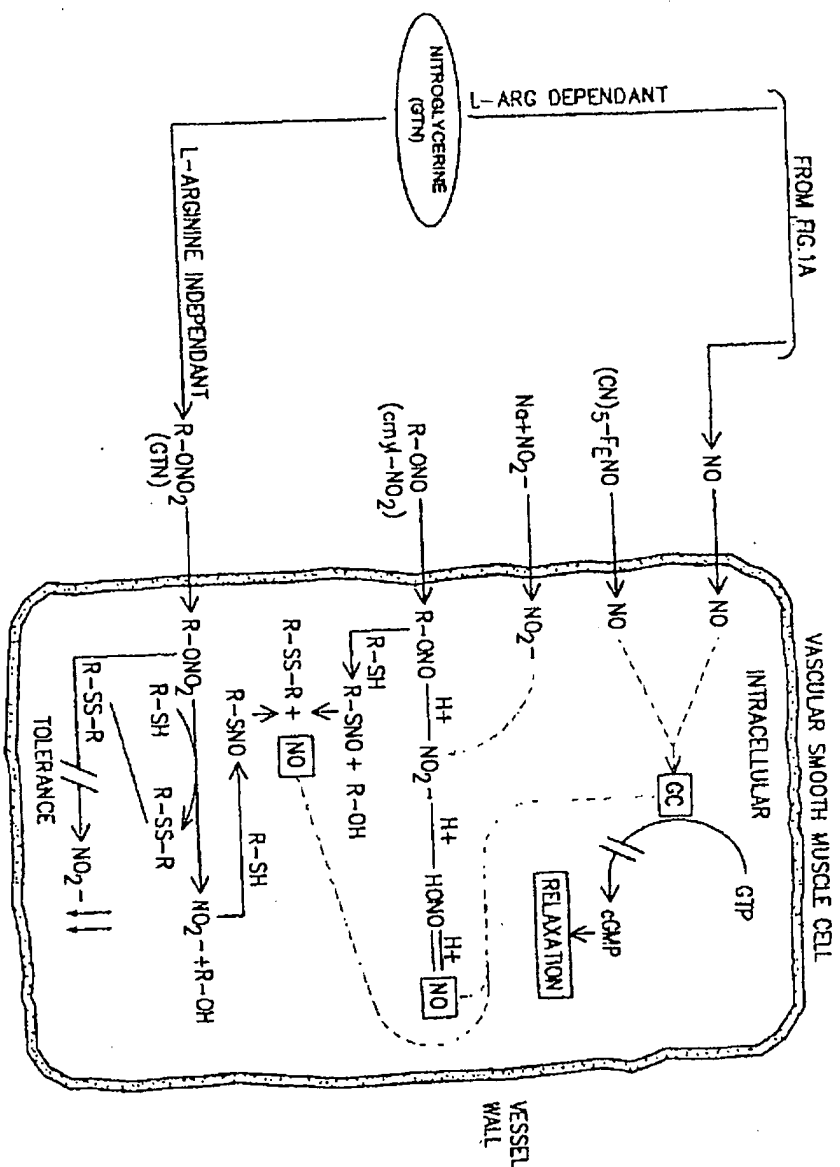 FROM FIG.1A
L-ARG DEPENDANT
NITROGLYCERINE
(GTN)
L-ARGININE INDEPENDANT
NO
(CN)5-FENO
Na+NO2-
R-ONO
(amyl-NO2)
R-ONO2
(GTN)
VASCULAR SMOOTH MUSCLE CELL
INTRACELLULAR
NO
NO
GC
GTP
cGMP
RELAXATION
NO2-
R-ONO
H+
NO2-
H+
HONO
H+
NO
R-SH
R-SNO + R-OH
R-SS-R +
NO
R-SNO
R-SH
R-ONO2
R-SH
R-SS-R
NO2-+R-OH
R-SS-R
TOLERANCE
NO2-
VESSEL
WALL